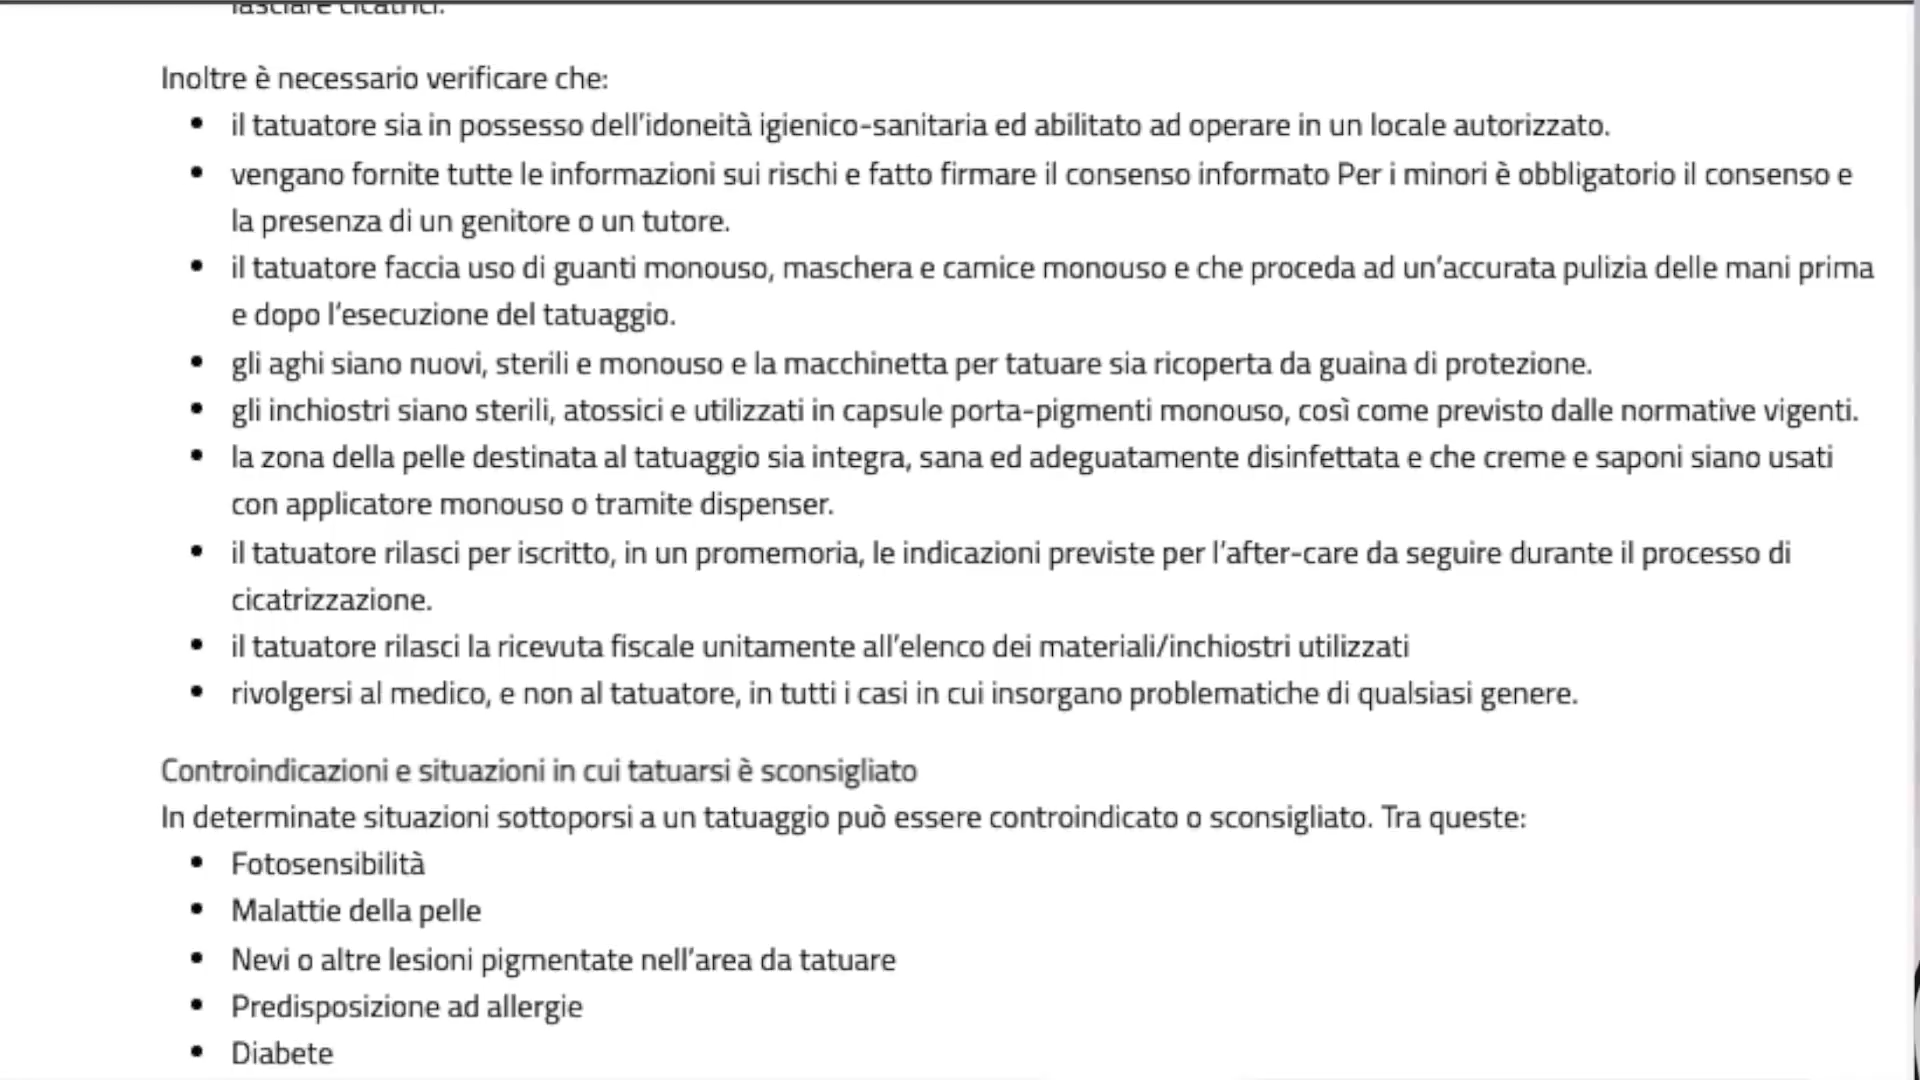 lasciare cicatrici.
Inoltre è necessario verificare che:
• il tatuatore sia in possesso dell’idoneità igienico-sanitaria ed abilitato ad operare in un locale autorizzato.
• vengano fornite tutte le informazioni sui rischi e fatto firmare il consenso informato Per i minori è obbligatorio il consenso e
la presenza di un genitore o un tutore.
• il tatuatore faccia uso di guanti monouso, maschera e camice monouso e che proceda ad un’accurata pulizia delle mani prima
e dopo l’esecuzione del tatuaggio.
• gli aghi siano nuovi, sterili e monouso e la macchinetta per tatuare sia ricoperta da guaina di protezione.
• gli inchiostri siano sterili, atossici e utilizzati in capsule porta-pigmenti monouso, così come previsto dalle normative vigenti.
• la zona della pelle destinata al tatuaggio sia integra, sana ed adeguatamente disinfettata e che creme e saponi siano usati
con applicatore monouso o tramite dispenser.
• il tatuatore rilasci per iscritto, in un promemoria, le indicazioni previste per l’after-care da seguire durante il processo di
cicatrizzazione.
• il tatuatore rilasci la ricevuta fiscale unitamente all’elenco dei materiali/inchiostri utilizzati
• rivolgersi al medico, e non al tatuatore, in tutti i casi in cui insorgano problematiche di qualsiasi genere.
Controindicazioni e situazioni in cui tatuarsi è sconsigliato
In determinate situazioni sottoporsi a un tatuaggio può essere controindicato o sconsigliato. Tra queste:
• Fotosensibilità
• Malattie della pelle
• Nevi o altre lesioni pigmentate nell’area da tatuare
• Predisposizione ad allergie
• Diabete